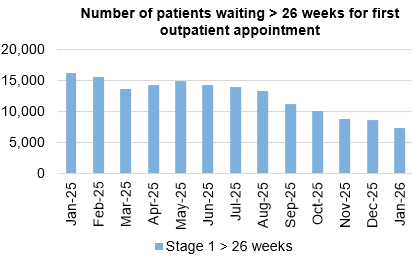 Number of patients waiting > 26 weeks for first
outpatient appointment
20,000
15,000
10,000
5,000
0
Jan-25
Feb-25
Mar-25
Apr-25
May-25
Jun-25
Jul-25
Aug-25
Sep-25
Oct-25
Nov-25
Dec-25
Jan-26
Stage 1 > 26 weeks